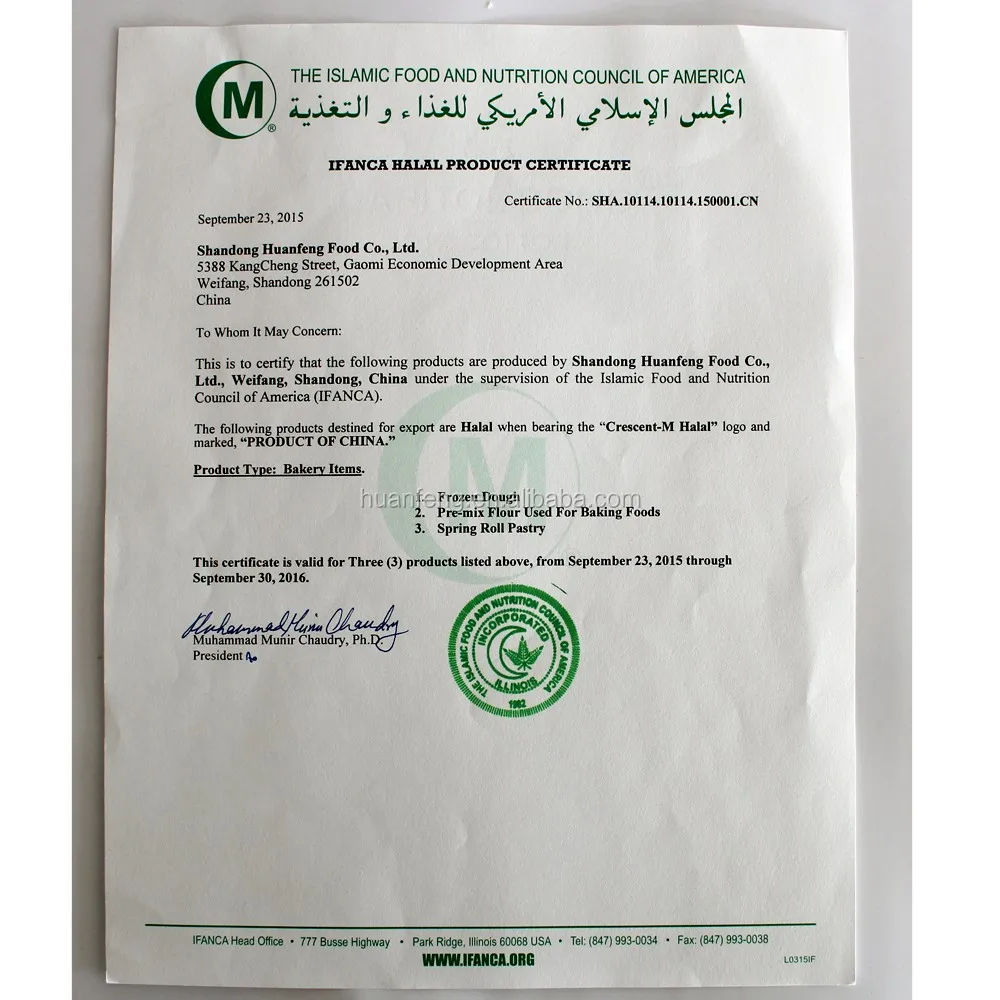 M
®
THE ISLAMIC FOOD AND NUTRITION COUNCIL OF AMERICA
المجلس الإسلامي الأمريكي للغذاء و التغذية
IFANCA HALAL PRODUCT CERTIFICATE
Certificate No.: SHA.10114.10114.150001.CN
September 23, 2015
Shandong Huanfeng Food Co., Ltd.
5388 KangCheng Street, Gaomi Economic Development Area
Weifang, Shandong 261502
China
To Whom It May Concern:
This is to certify that the following products are produced by Shandong Huanfeng Food Co.,
Ltd., Weifang, Shandong, China under the supervision of the Islamic Food and Nutrition
Council of America (IFANCA).
The following products destined for export are Halal when bearing the “Crescent-M Halal” logo and
marked, “PRODUCT OF CHINA.”
Product Type: Bakery Items.
M
1. Frozen Dough
huanfeng.en.alibaba.com
2. Pre-mix Flour Used For Baking Foods
3. Spring Roll Pastry
This certificate is valid for Three (3) products listed above, from September 23, 2015 through
September 30, 2016.
Muhammad Munir Chaudry
Muhammad Munir Chaudry, Ph.D.
President
THE ISLAMIC FOOD AND NUTRITION COUNCIL OF AMERICA
INCORPORATED
ILLINOIS
1982
IFANCA Head Office • 777 Busse Highway • Park Ridge, Illinois 60068 USA • Tel: (847) 993-0034 • Fax: (847) 993-0038
WWW.IFANCA.ORG
L0315IF